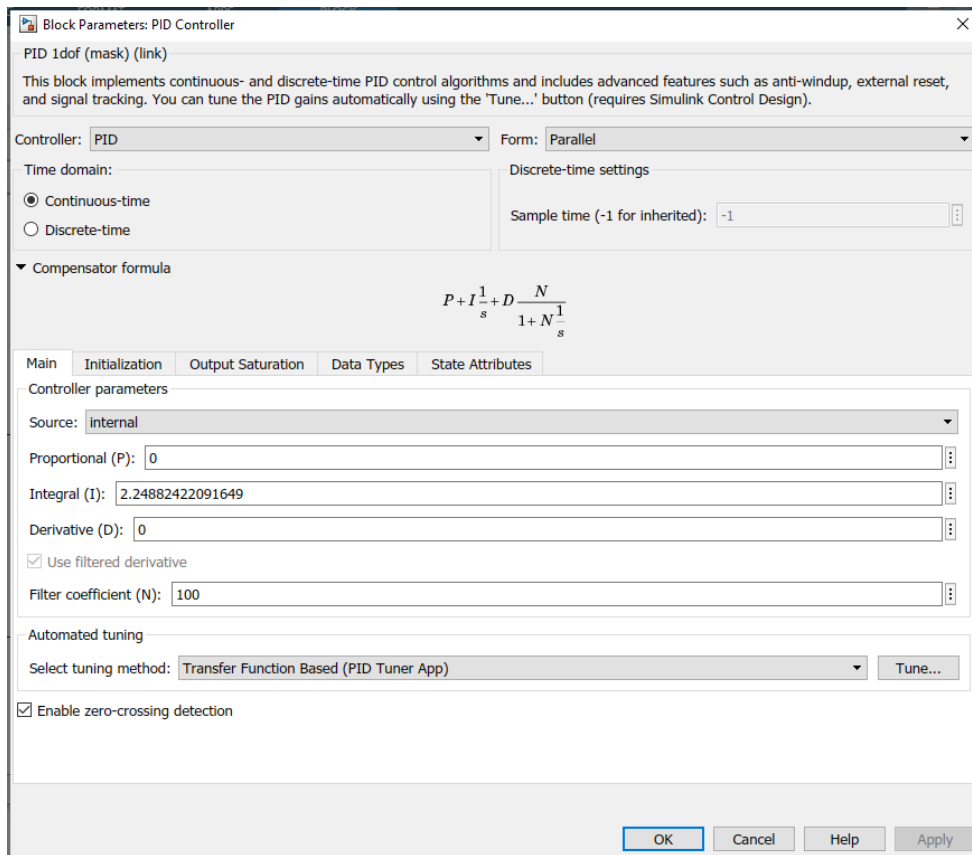 Block Parameters: PID Controller
PID 1dof (mask) (link)
This block implements continuous- and discrete-time PID control algorithms and includes advanced features such as anti-windup, external reset,
and signal tracking. You can tune the PID gains automatically using the 'Tune...' button (requires Simulink Control Design).
Controller: PID Form: Parallel
Time domain: Discrete-time settings
Continuous-time
Sample time (-1 for inherited): -1
Discrete-time
Compensator formula
P + I 1/s + D N/(1 + N 1/s)
Main Initialization Output Saturation Data Types State Attributes
Controller parameters
Source: internal
Proportional (P): 0
Integral (I): 2.24882422091649
Derivative (D): 0
Use filtered derivative
Filter coefficient (N): 100
Automated tuning
Select tuning method: Transfer Function Based (PID Tuner App) Tune...
Enable zero-crossing detection
OK Cancel Help Apply